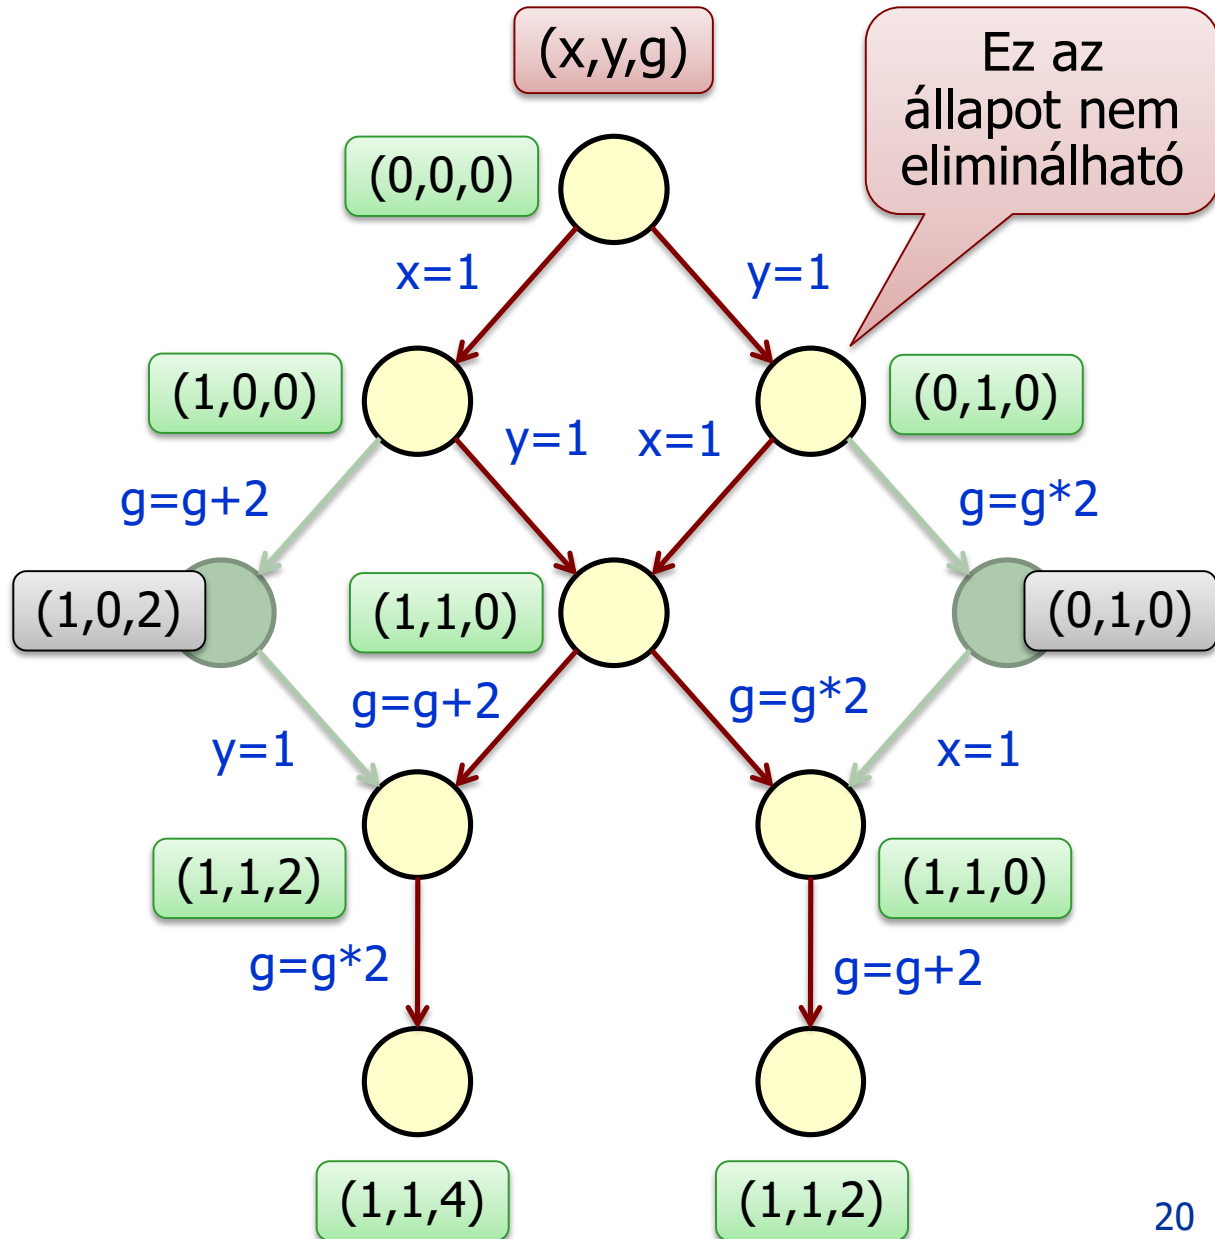 (x,y,g)
Ez az
állapot nem
eliminálható
(0,0,0)
x=1
y=1
(1,0,0)
(0,1,0)
y=1
x=1
g=g+2
g=g*2
(1,0,2)
(1,1,0)
(0,1,0)
g=g+2
g=g*2
y=1
x=1
(1,1,2)
(1,1,0)
g=g*2
g=g+2
(1,1,4)
(1,1,2)
20